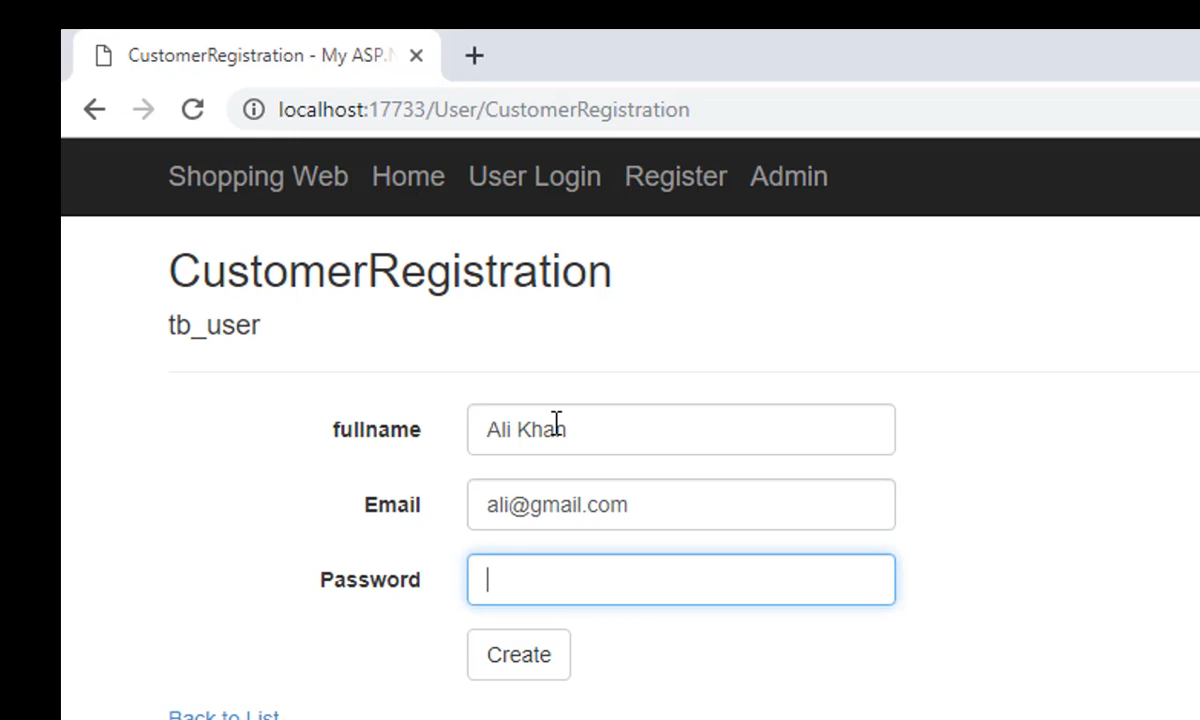 CustomerRegistration - My ASP.N
localhost:17733/User/CustomerRegistration
Shopping Web Home User Login Register Admin
CustomerRegistration
tb_user
fullname Ali Khan
Email ali@gmail.com
Password
Create
Back to List